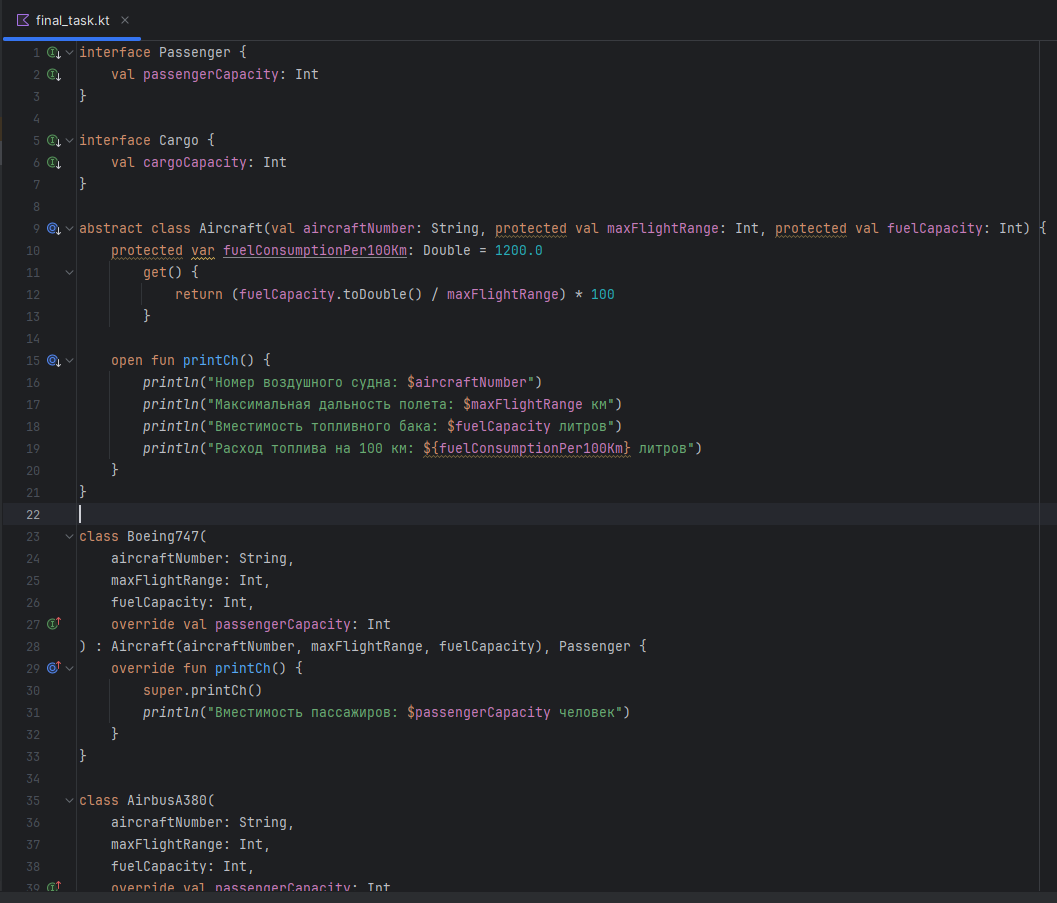 final_task.kt
1 interface Passenger {
2 val passengerCapacity: Int
3 }
4
5 interface Cargo {
6 val cargoCapacity: Int
7 }
8
9 abstract class Aircraft(val aircraftNumber: String, protected val maxFlightRange: Int, protected val fuelCapacity: Int) {
10 protected var fuelConsumptionPer100Km: Double = 1200.0
11 get() {
12 return (fuelCapacity.toDouble() / maxFlightRange) * 100
13 }
14
15 open fun printCh() {
16 println("Номер воздушного судна: $aircraftNumber")
17 println("Максимальная дальность полета: $maxFlightRange км")
18 println("Вместимость топливного бака: $fuelCapacity литров")
19 println("Расход топлива на 100 км: ${fuelConsumptionPer100Km} литров")
20 }
21 }
22
23 class Boeing747(
24 aircraftNumber: String,
25 maxFlightRange: Int,
26 fuelCapacity: Int,
27 override val passengerCapacity: Int
28 ) : Aircraft(aircraftNumber, maxFlightRange, fuelCapacity), Passenger {
29 override fun printCh() {
30 super.printCh()
31 println("Вместимость пассажиров: $passengerCapacity человек")
32 }
33 }
34
35 class AirbusA380(
36 aircraftNumber: String,
37 maxFlightRange: Int,
38 fuelCapacity: Int,
39 override val passengerCapacity: Int